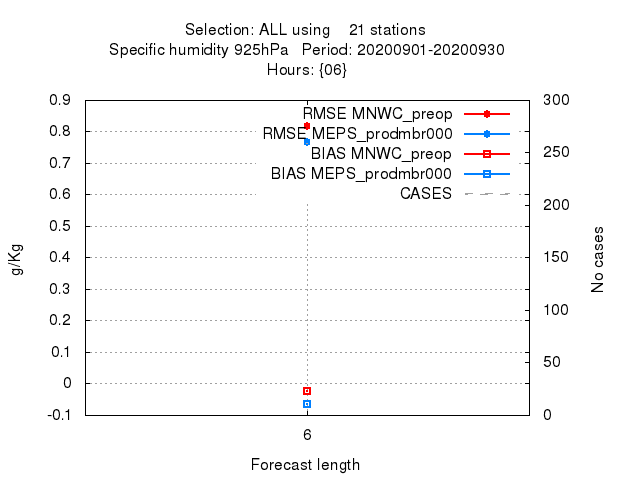 Selection: ALL using    21 stations
Specific humidity 925hPa   Period: 20200901-20200930
Hours: {06}
0.9
0.8
0.7
0.6
0.5
0.4
0.3
0.2
0.1
0
-0.1
g/Kg
RMSE MNWC_preop
RMSE MEPS_prodmbr000
BIAS MNWC_preop
BIAS MEPS_prodmbr000
CASES
300
250
200
150
100
50
0
No cases
6
Forecast length